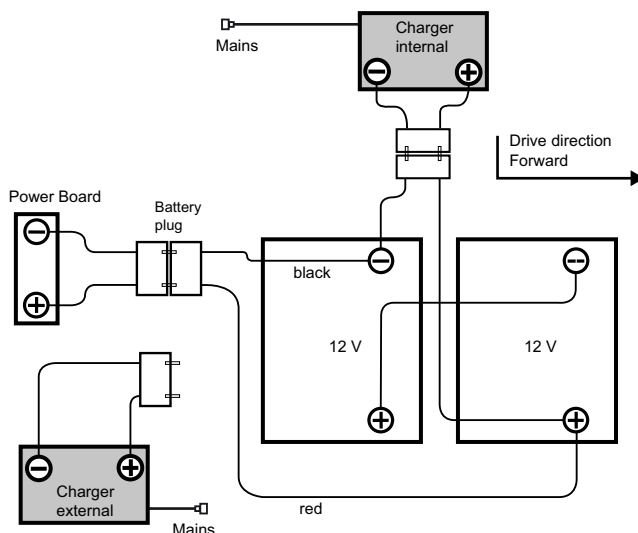 Charger
internal
Mains
Drive direction
Forward
Power Board
Battery
plug
black
12 V
12 V
Charger
external
red
Mains